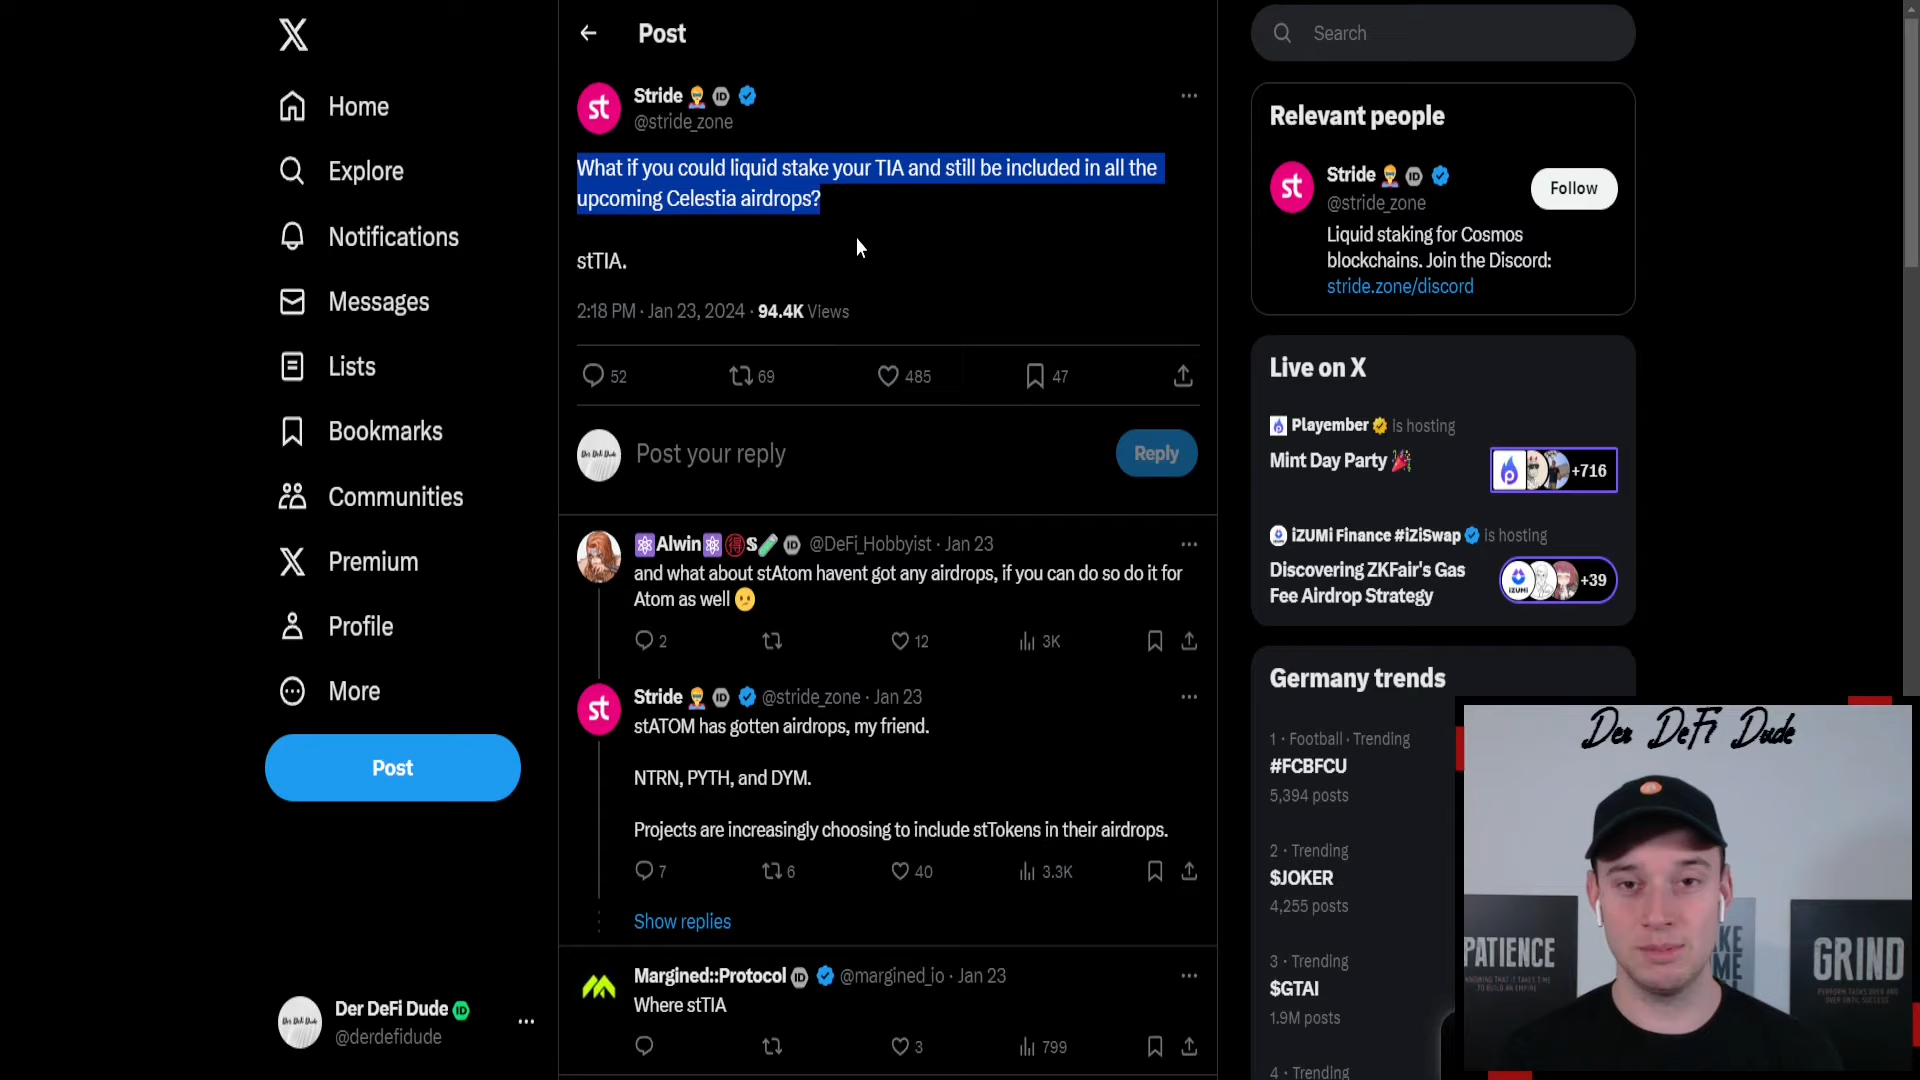 Home
Explore
Notifications
Messages
Lists
Bookmarks
Communities
Premium
Profile
More
Post
Der DeFi Dude
@derdefidude
Post
st
Stride
@stride_zone
What if you could liquid stake your TIA and still be included in all the
upcoming Celestia airdrops?
stTIA.
2:18 PM · Jan 23, 2024 · 94.4K Views
52
69
485
47
Post your reply
Reply
Alwin @DeFi_Hobbyist · Jan 23
and what about stAtom havent got any airdrops, if you can do so do it for
Atom as well
2
12
3K
st
Stride @stride_zone · Jan 23
stATOM has gotten airdrops, my friend.
NTRN, PYTH, and DYM.
Projects are increasingly choosing to include stTokens in their airdrops.
7
6
40
3.3K
Show replies
Margined::Protocol @margined_io · Jan 23
Where stTIA
3
799
Search
Relevant people
st
Stride
@stride_zone
Follow
Liquid staking for Cosmos
blockchains. Join the Discord:
stride.zone/discord
Live on X
Playember is hosting
Mint Day Party
+716
iZUMi Finance #iZiSwap is hosting
Discovering ZKFair's Gas
Fee Airdrop Strategy
+39
Germany trends
1 · Football · Trending
#FCBFCU
5,394 posts
2 · Trending
$JOKER
4,255 posts
3 · Trending
$GTAI
1.9M posts
4 · Trending
Der DeFi Dude
PATIENCE
GRIND